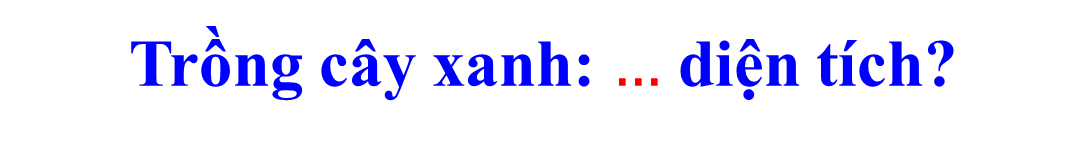 Trồng cây xanh: ... diện tích?